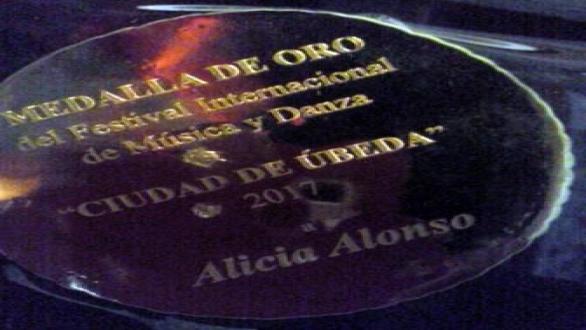 MEDALLA DE ORO
del Festival Internacional
de Música y Danza
“CIUDAD DE ÚBEDA”
2017
Alicia Alonso